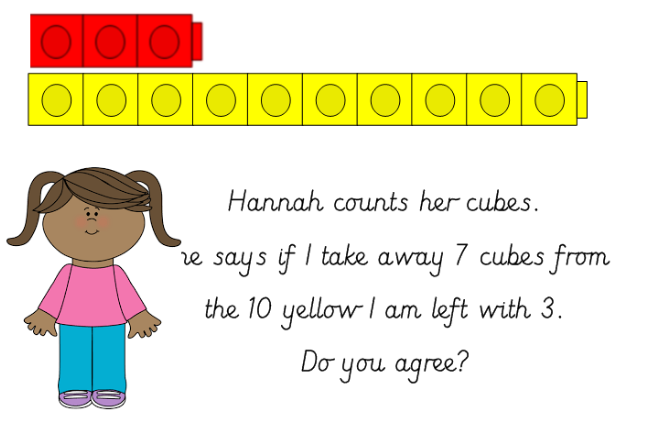 Hannah counts her cubes.
he says if I take away 7 cubes from
the 10 yellow I am left with 3.
Do you agree?